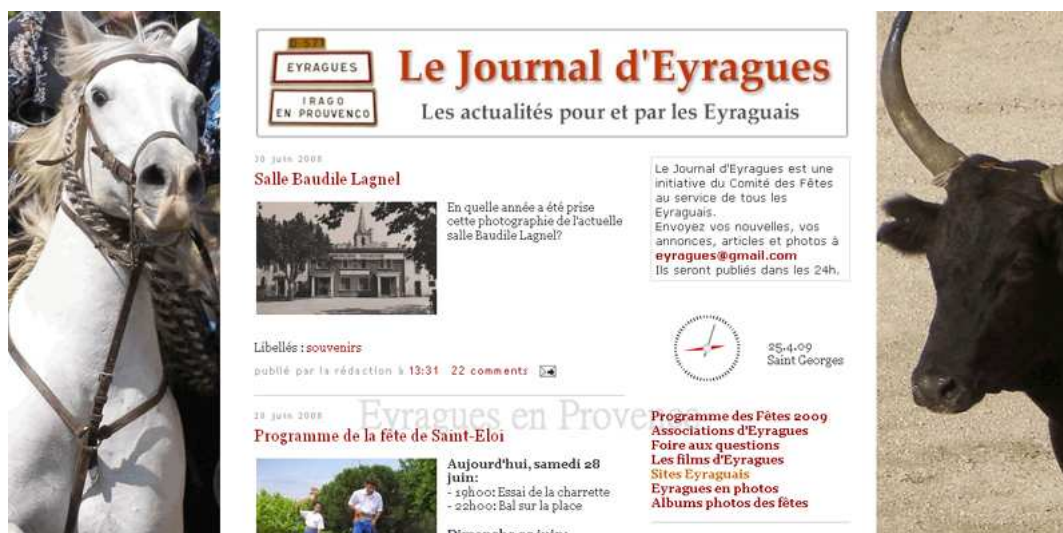 D 571
EYRAGUES
IRAGO
EN PROUVENCO
Le Journal d'Eyragues
Les actualités pour et par les Eyraguais
30 juin 2008
Salle Baudile Lagnel
En quelle année a été prise
cette photographie de l'actuelle
salle Baudile Lagnel?
Libellés : souvenirs
publié par la rédaction à 13:31 22 comments
28 juin 2008
Eyragues en Provence
Programme de la fête de Saint-Eloi
Aujourd'hui, samedi 28
juin:
- 19h00: Essai de la charrette
- 22h00: Bal sur la place
Le Journal d'Eyragues est une
initiative du Comité des Fêtes
au service de tous les
Eyraguais.
Envoyez vos nouvelles, vos
annonces, articles et photos à
eyragues@gmail.com
Ils seront publiés dans les 24h.
25.4.09
Saint Georges
Programme des Fêtes 2009
Associations d'Eyragues
Foire aux questions
Les films d'Eyragues
Sites Eyraguais
Eyragues en photos
Albums photos des fêtes